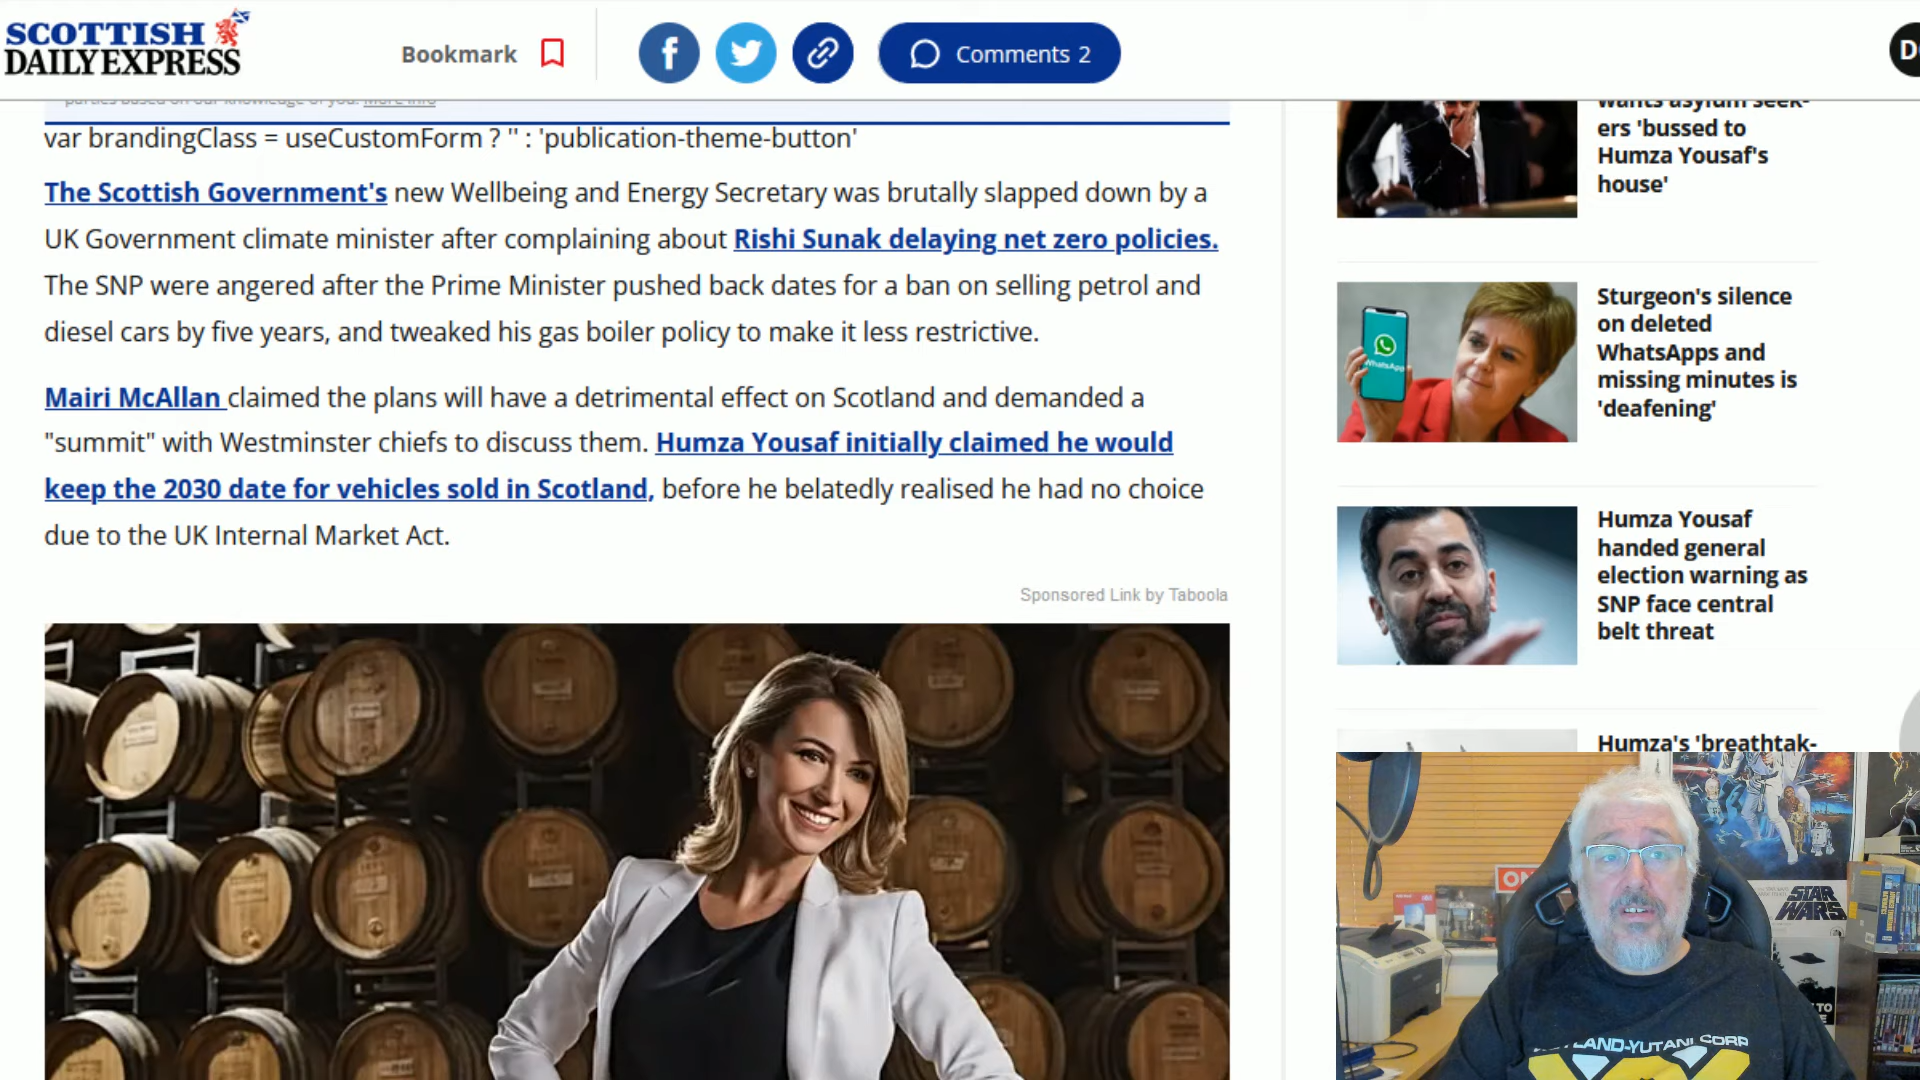 SCOTTISH
DAILY EXPRESS
Bookmark
Comments 2
parties based on our knowledge of you. More info
var brandingClass = useCustomForm ? '' : 'publication-theme-button'
The Scottish Government's new Wellbeing and Energy Secretary was brutally slapped down by a
UK Government climate minister after complaining about Rishi Sunak delaying net zero policies.
The SNP were angered after the Prime Minister pushed back dates for a ban on selling petrol and
diesel cars by five years, and tweaked his gas boiler policy to make it less restrictive.
Mairi McAllan claimed the plans will have a detrimental effect on Scotland and demanded a
"summit" with Westminster chiefs to discuss them. Humza Yousaf initially claimed he would
keep the 2030 date for vehicles sold in Scotland, before he belatedly realised he had no choice
due to the UK Internal Market Act.
Sponsored Link by Taboola
wants asylum seek-
ers 'bussed to
Humza Yousaf's
house'
WhatsApp
Sturgeon's silence
on deleted
WhatsApps and
missing minutes is
'deafening'
Humza Yousaf
handed general
election warning as
SNP face central
belt threat
Humza's 'breathtak-
STAR
WARS
TO
LAND-YUTANI CORP